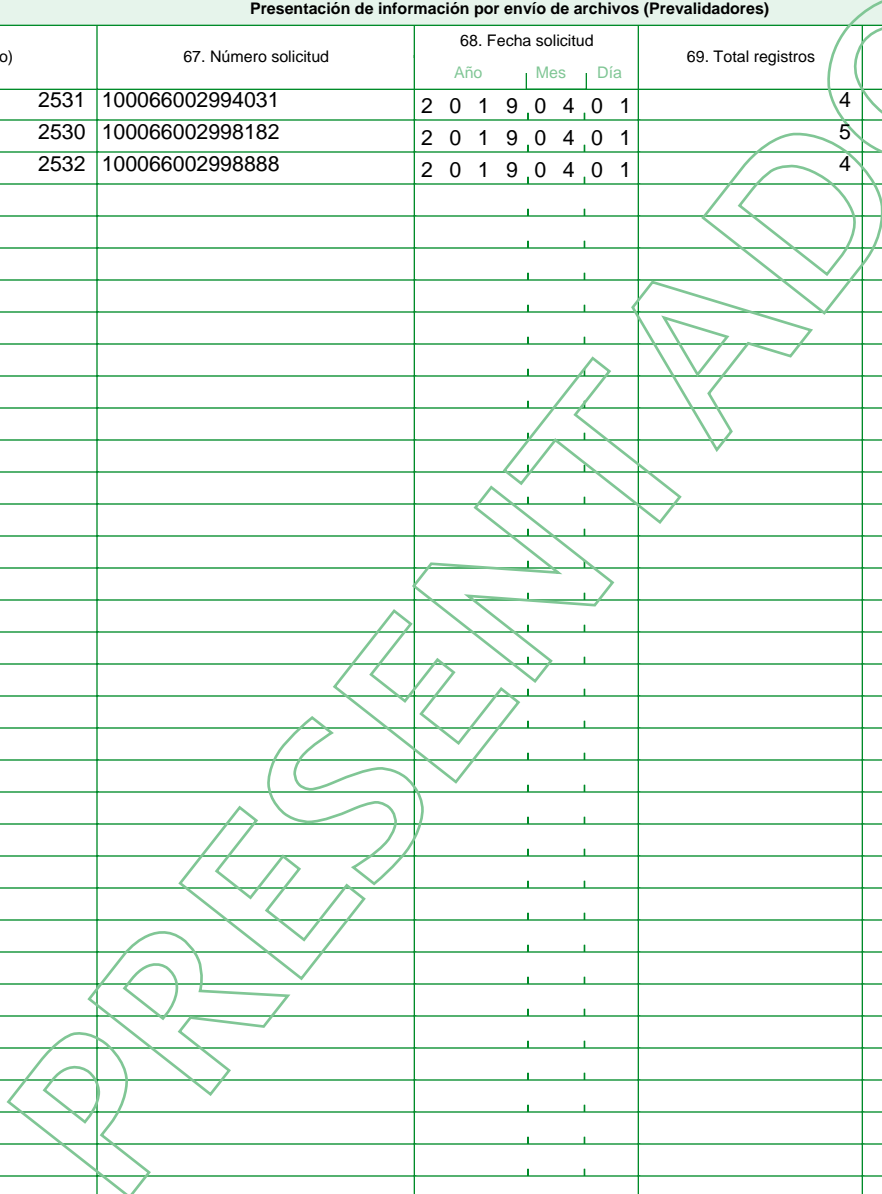 Presentación de información por envío de archivos (Prevalidadores)
o) 67. Número solicitud 68. Fecha solicitud 69. Total registros
Año Mes Día
2531 100066002994031 2 0 1 9 0 4 0 1 4
2530 100066002998182 2 0 1 9 0 4 0 1 5
2532 100066002998888 2 0 1 9 0 4 0 1 4
PRESENTADO